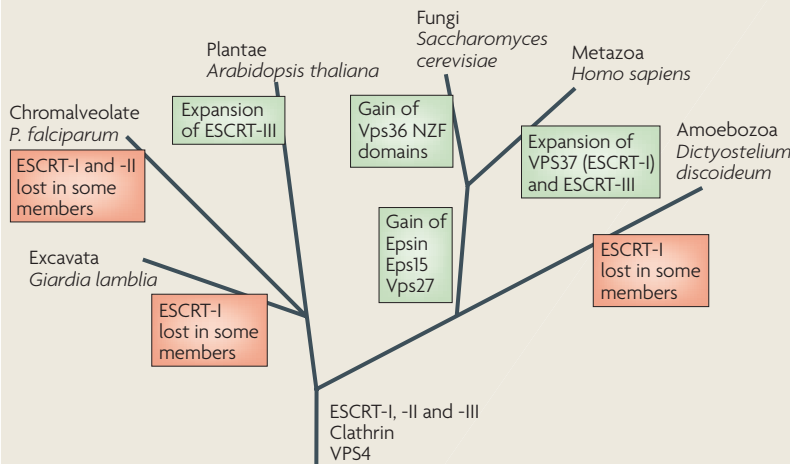 Fungi
Saccharomyces
cerevisiae
Plantae
Arabidopsis thaliana
Metazoa
Homo sapiens
Chromalveolate
P. falciparum
Expansion
of ESCRT-III
Gain of
Vps36 NZF
domains
Expansion of
VPS37 (ESCRT-I)
and ESCRT-III
Amoebozoa
Dictyostelium
discoideum
ESCRT-I and -II
lost in some
members
Gain of
Epsin
Eps15
Vps27
Excavata
Giardia lamblia
ESCRT-I
lost in some
members
ESCRT-I
lost in some
members
ESCRT-I, -II and -III
Clathrin
VPS4